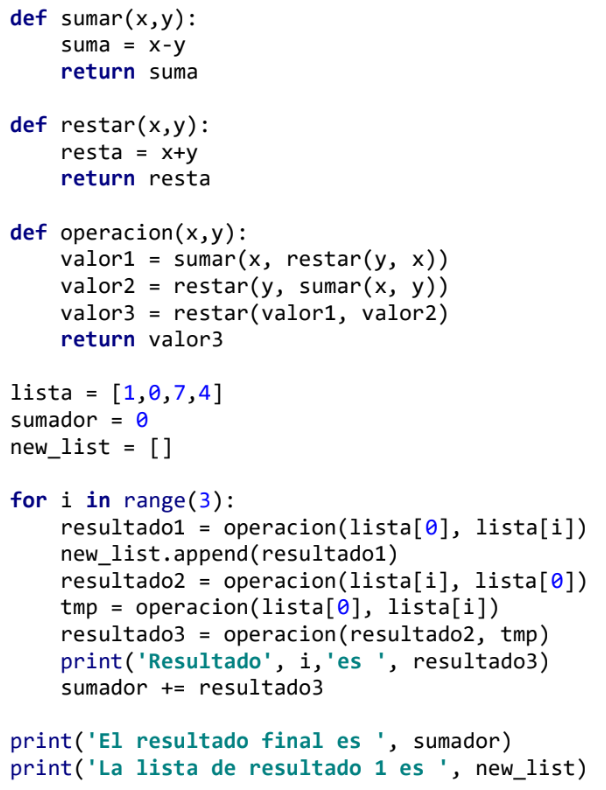 def sumar(x,y):
    suma = x-y
    return suma

def restar(x,y):
    resta = x+y
    return resta

def operacion(x,y):
    valor1 = sumar(x, restar(y, x))
    valor2 = restar(y, sumar(x, y))
    valor3 = restar(valor1, valor2)
    return valor3

lista = [1,0,7,4]
sumador = 0
new_list = []

for i in range(3):
    resultado1 = operacion(lista[0], lista[i])
    new_list.append(resultado1)
    resultado2 = operacion(lista[i], lista[0])
    tmp = operacion(lista[0], lista[i])
    resultado3 = operacion(resultado2, tmp)
    print('Resultado', i,'es ', resultado3)
    sumador += resultado3

print('El resultado final es ', sumador)
print('La lista de resultado 1 es ', new_list)